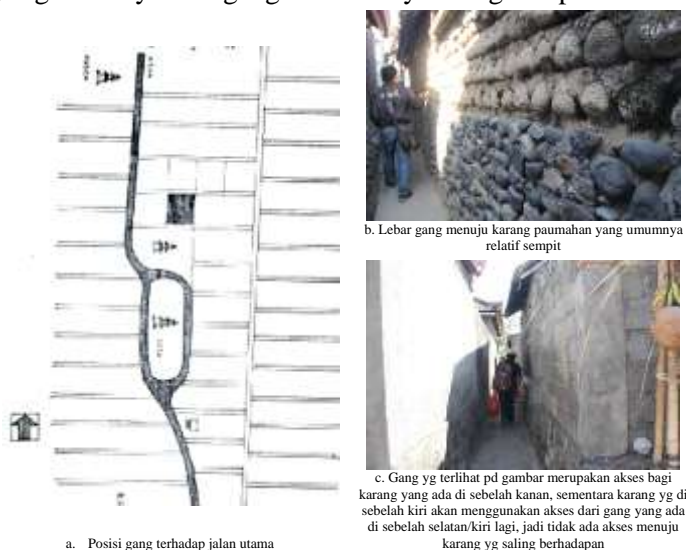 b. Lebar gang menuju karang paumahan yang umumnya
relatif sempit
c. Gang yg terlihat pd gambar merupakan akses bagi
karang yang ada di sebelah kanan, sementara karang yg di
sebelah kiri akan menggunakan akses dari gang yang ada
di sebelah selatan/kiri lagi, jadi tidak ada akses menuju
karang yg saling berhadapan
a. Posisi gang terhadap jalan utama